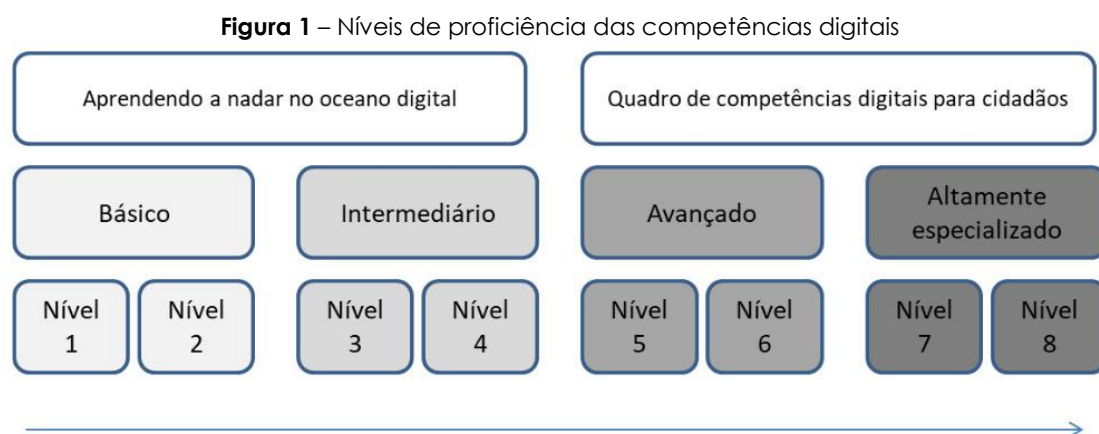 Figura 1 – Níveis de proficiência das competências digitais
Aprendendo a nadar no oceano digital
Quadro de competências digitais para cidadãos
Básico
Intermediário
Avançado
Altamente
especializado
Nível
1
Nível
2
Nível
3
Nível
4
Nível
5
Nível
6
Nível
7
Nível
8